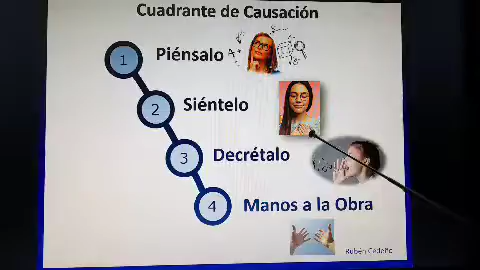 Cuadrante de Causación
1 Piénsalo
2 Siéntelo
3 Decrétalo
4 Manos a la Obra
Rubén Cedeño